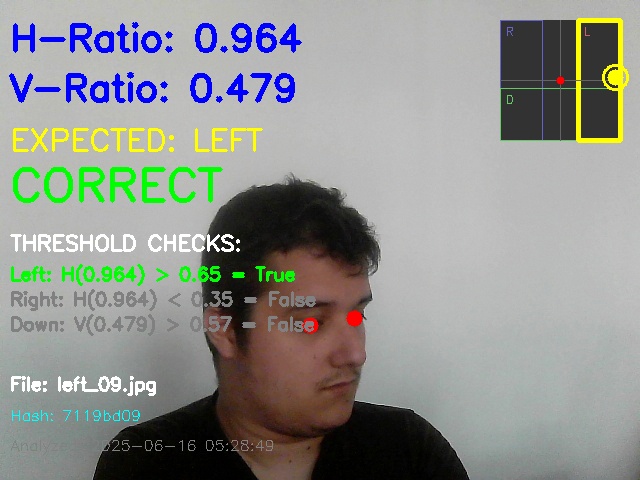 H-Ratio: 0.964
V-Ratio: 0.479
EXPECTED: LEFT
CORRECT
THRESHOLD CHECKS:
Left: H(0.964) > 0.65 = True
Right: H(0.964) < 0.35 = False
Down: V(0.479) > 0.57 = False
File: left_09.jpg
Hash: 7119bd09
2025-06-16 05:28:49
R
L
D